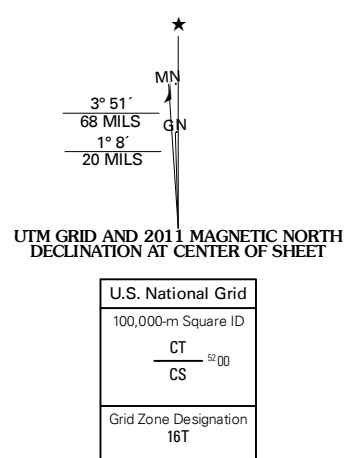 ★
MN
3° 51´
68 MILS
GN
1° 8´
20 MILS
UTM GRID AND 2011 MAGNETIC NORTH
DECLINATION AT CENTER OF SHEET
U.S. National Grid
100,000-m Square ID
CT
5200
CS
Grid Zone Designation
16T